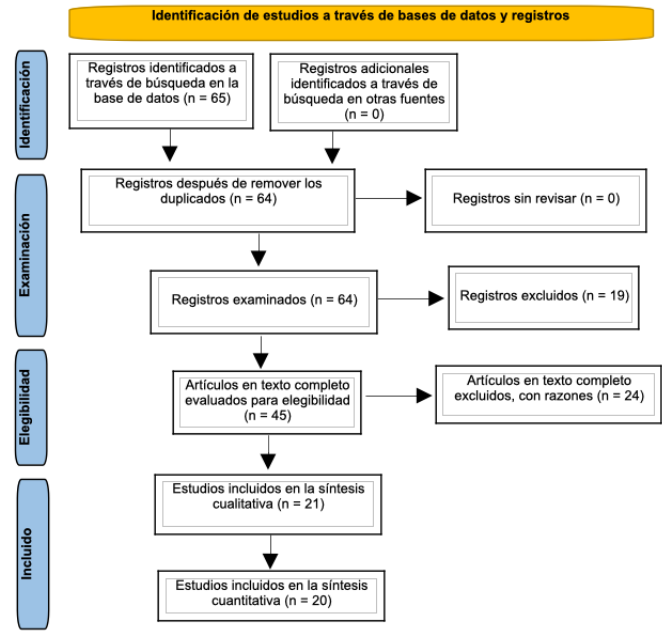 Identificación de estudios a través de bases de datos y registros
Identificación
Registros identificados a
través de búsqueda en la
base de datos (n = 65)
Registros adicionales
identificados a través de
búsqueda en otras fuentes
(n = 0)
Examinación
Registros después de remover los
duplicados (n = 64)
Registros sin revisar (n = 0)
Registros examinados (n = 64)
Registros excluidos (n = 19)
Elegibilidad
Artículos en texto completo
evaluados para elegibilidad
(n = 45)
Artículos en texto completo
excluidos, con razones (n = 24)
Incluido
Estudios incluidos en la síntesis
cualitativa (n = 21)
Estudios incluidos en la síntesis
cuantitativa (n = 20)